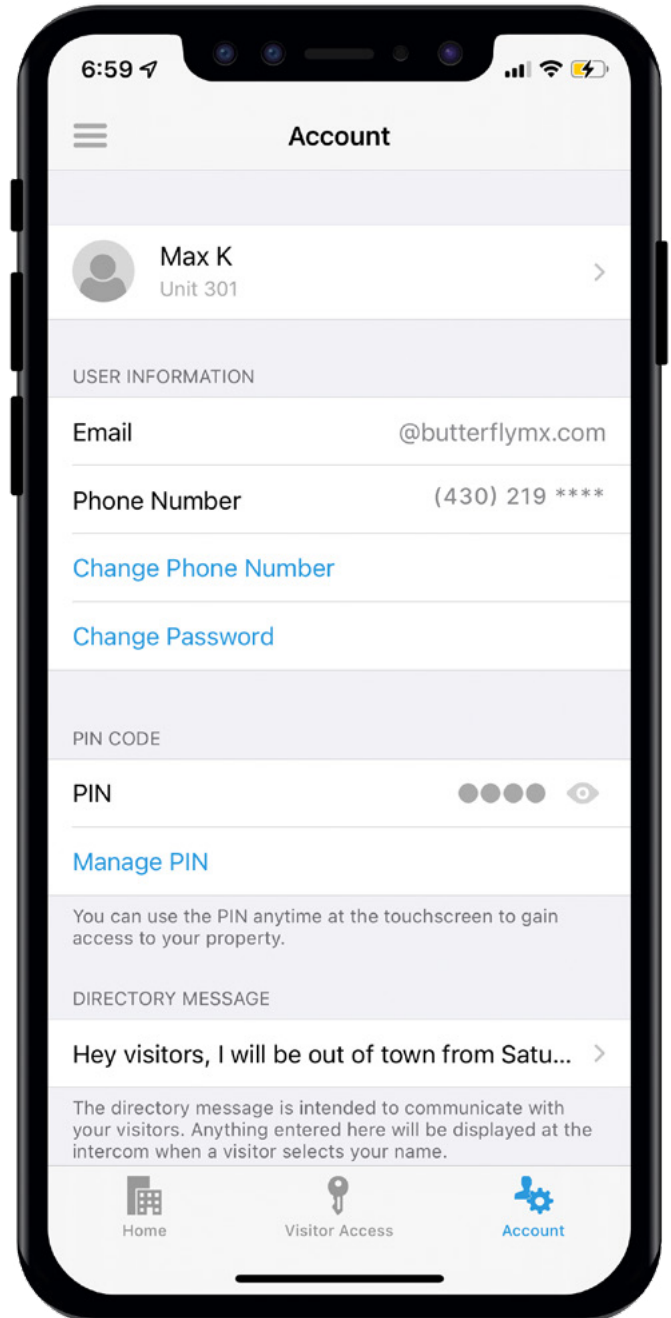 6:59
Account
Max K
Unit 301
USER INFORMATION
Email @butterflymx.com
Phone Number (430) 219 ****
Change Phone Number
Change Password
PIN CODE
PIN
Manage PIN
You can use the PIN anytime at the touchscreen to gain
access to your property.
DIRECTORY MESSAGE
Hey visitors, I will be out of town from Satu...
The directory message is intended to communicate with
your visitors. Anything entered here will be displayed at the
intercom when a visitor selects your name.
Home Visitor Access Account